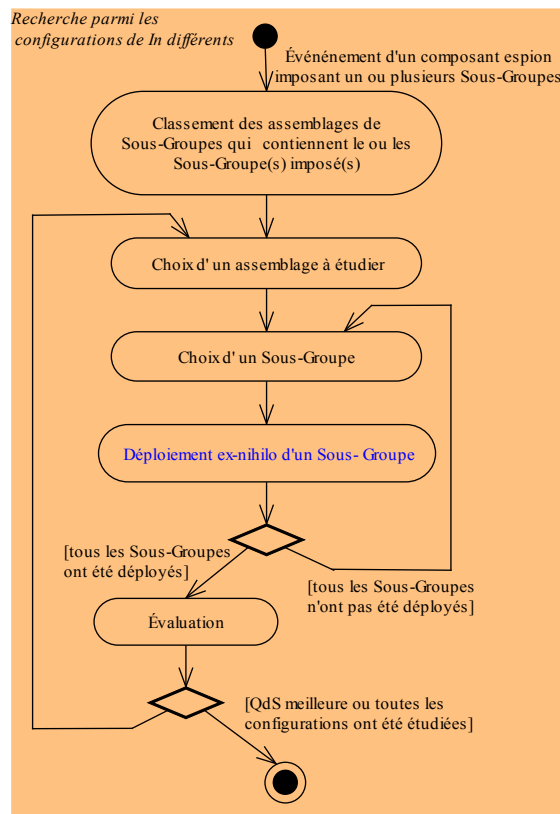 Recherche parmi les
configurations de In différents
Événénement d'un composant espion
imposant un ou plusieurs Sous-Groupes
Classement des assemblages de
Sous-Groupes qui contiennent le ou les
Sous-Groupe(s) imposé(s)
Choix d' un assemblage à étudier
Choix d' un Sous-Groupe
Déploiement ex-nihilo d'un Sous- Groupe
[tous les Sous-Groupes
ont été déployés]
[tous les Sous-Groupes
n'ont pas été déployés]
Évaluation
[QdS meilleure ou toutes les
configurations ont été étudiées]